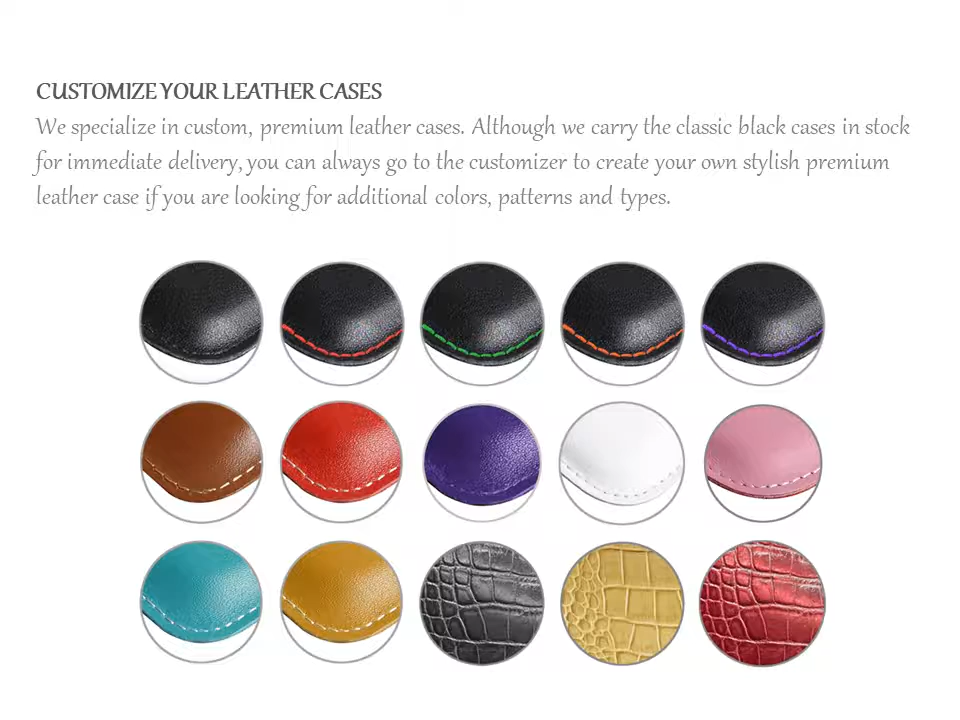 CUSTOMIZE YOUR LEATHER CASES
We specialize in custom, premium leather cases. Although we carry the classic black cases in stock
for immediate delivery, you can always go to the customizer to create your own stylish premium
leather case if you are looking for additional colors, patterns and types.